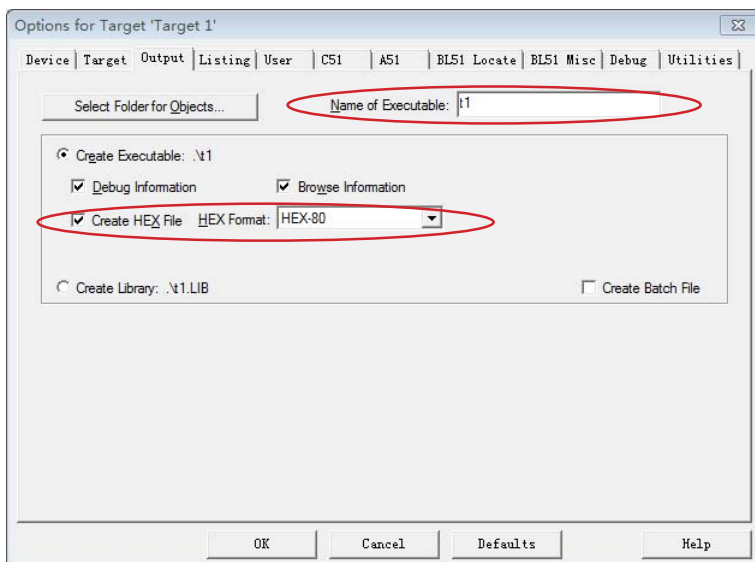 Options for Target 'Target 1'
Device Target Output Listing User C51 A51 BL51 Locate BL51 Misc Debug Utilities
Select Folder for Objects... Name of Executable: t1
Create Executable: .\t1
Debug Information Browse Information
Create HEX File HEX Format: HEX-80
Create Library: .\t1.LIB Create Batch File
OK Cancel Defaults Help